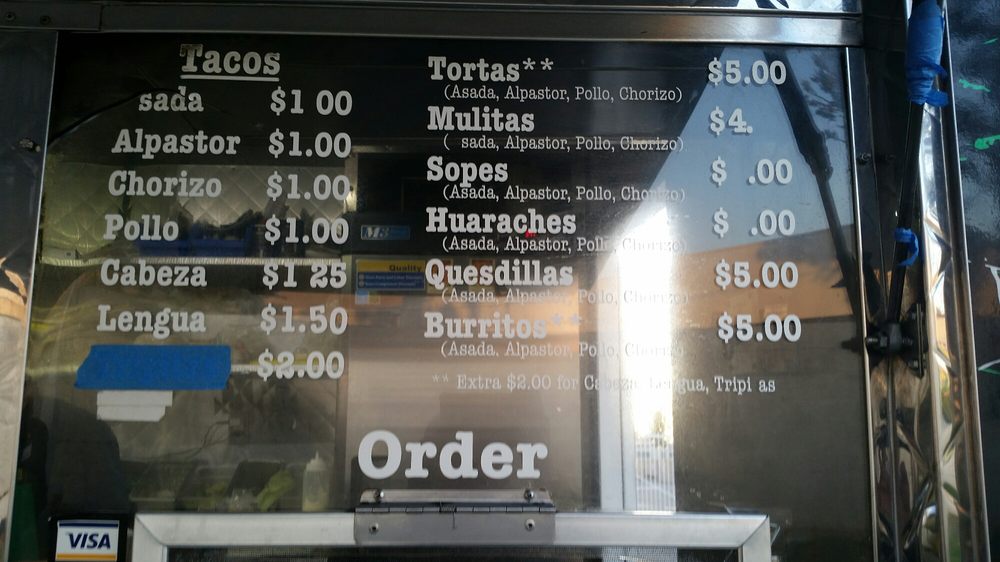 Tacos
sada $1 00
Alpastor $1.00
Chorizo $1.00
Pollo $1.00
Cabeza $1 25
Lengua $1.50
$2.00
Tortas** $5.00
(Asada, Alpastor, Pollo, Chorizo)
Mulitas $4.
( sada, Alpastor, Pollo, Chorizo)
Sopes $ .00
(Asada, Alpastor, Pollo, Chorizo)
Huaraches $ .00
(Asada, Alpastor, Pollo, Chorizo)
Quesdillas $5.00
(Asada, Alpastor, Pollo, Chorizo)
Burritos** $5.00
(Asada, Alpastor, Pollo, Chorizo)
** Extra $2.00 for Cabeza, Lengua, Tripi as
Quality
Order
VISA